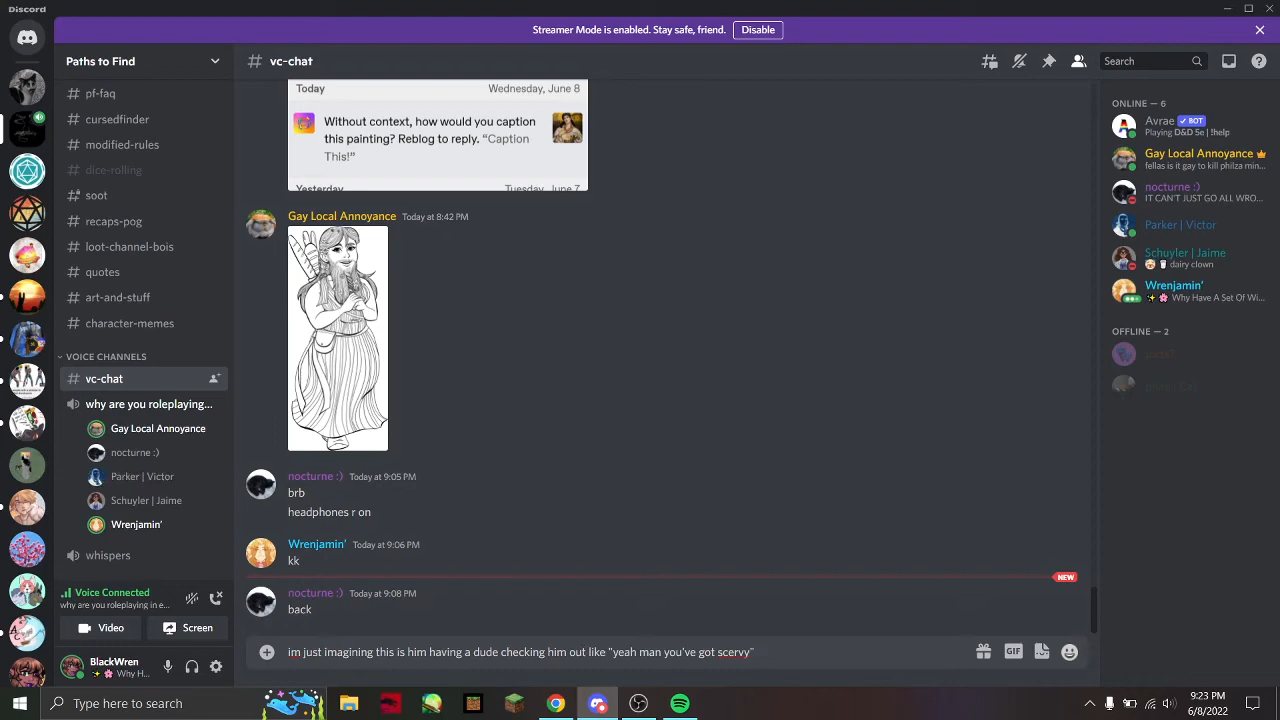 Discord
Streamer Mode is enabled. Stay safe, friend. Disable
Paths to Find
pf-faq
cursedfinder
modified-rules
dice-rolling
soot
recaps-pog
loot-channel-bois
quotes
art-and-stuff
character-memes
VOICE CHANNELS
vc-chat
why are you roleplaying...
Gay Local Annoyance
nocturne :)
Parker | Victor
Schuyler | Jaime
Wrenjamin'
whispers
Voice Connected
why are you roleplaying in e...
Video
Screen
BlackWren
Why H...
# vc-chat
Search
Today Wednesday, June 8
Without context, how would you caption
this painting? Reblog to reply. “Caption
This!”
Yesterday Tuesday, June 7
Gay Local Annoyance Today at 8:42 PM
nocturne :) Today at 9:05 PM
brb
headphones r on
Wrenjamin' Today at 9:06 PM
kk
NEW
nocturne :) Today at 9:08 PM
back
im just imagining this is him having a dude checking him out like "yeah man you've got scervy"
GIF
ONLINE — 6
Avrae BOT
Playing D&D 5e | !help
Gay Local Annoyance
fellas is it gay to kill philza min...
nocturne :)
IT CAN'T JUST GO ALL WRO...
Parker | Victor
Schuyler | Jaime
dairy clown
Wrenjamin'
Why Have A Set Of Wi...
OFFLINE — 2
Type here to search
9:23 PM
6/8/2022